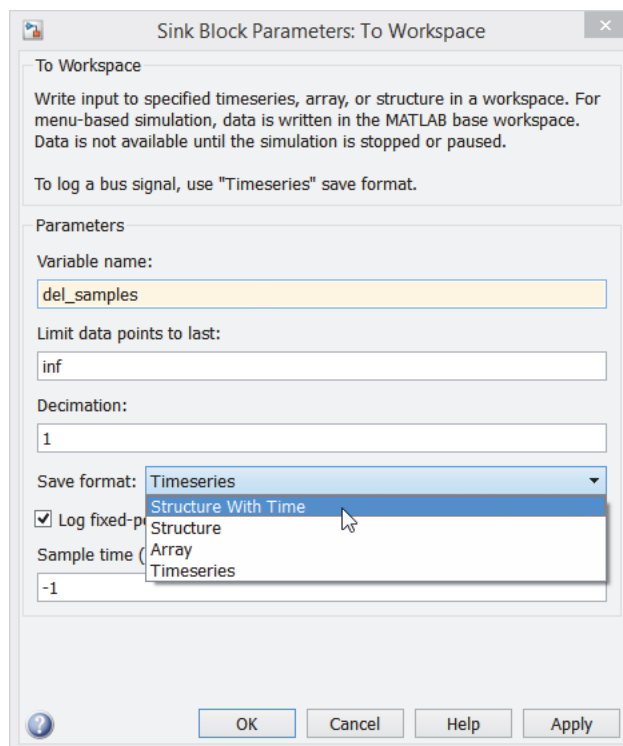 Sink Block Parameters: To Workspace
To Workspace
Write input to specified timeseries, array, or structure in a workspace. For
menu-based simulation, data is written in the MATLAB base workspace.
Data is not available until the simulation is stopped or paused.
To log a bus signal, use "Timeseries" save format.
Parameters
Variable name:
del_samples
Limit data points to last:
inf
Decimation:
1
Save format: Timeseries
Structure With Time
Log fixed-p
Structure
Array
Sample time (
Timeseries
-1
OK Cancel Help Apply